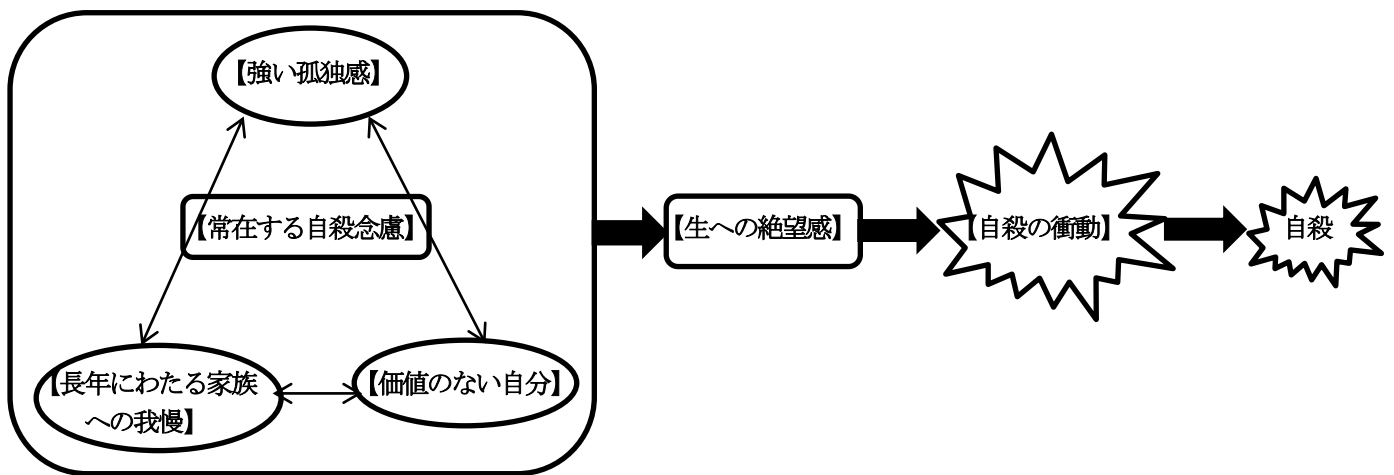 【強い孤独感】
【常在する自殺念慮】
【長年にわたる家族
への我慢】
【価値のない自分】
【生への絶望感】
【自殺の衝動】
自殺